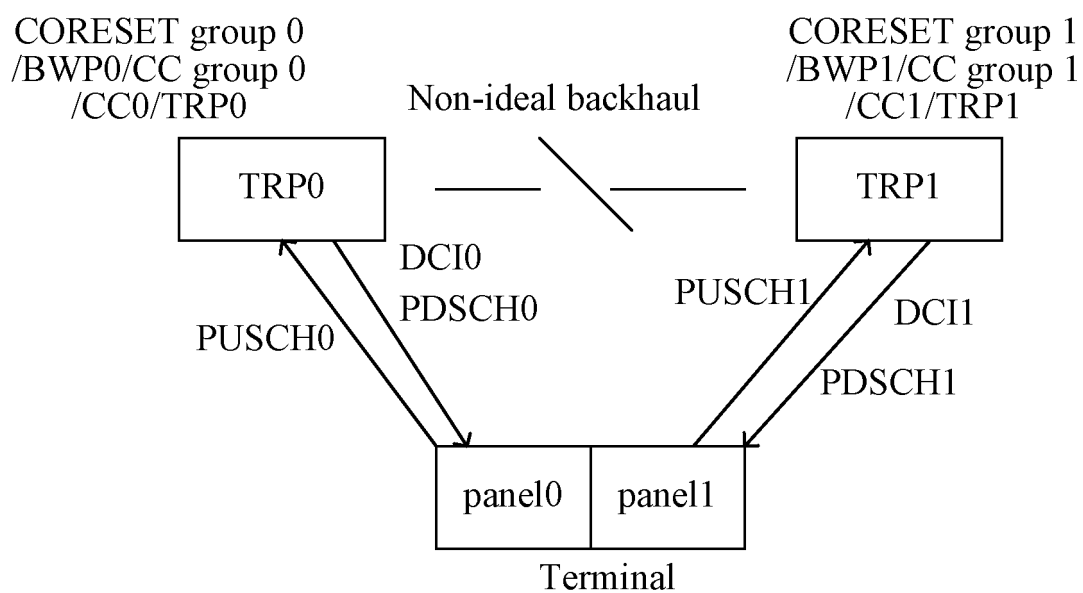 CORESET group 0
/BWP0/CC group 0
/CC0/TRP0
CORESET group 1
/BWP1/CC group 1
/CC1/TRP1
Non-ideal backhaul
TRP0
TRP1
DCI0
PDSCH0
PUSCH0
PUSCH1
DCI1
PDSCH1
panel0
panel1
Terminal